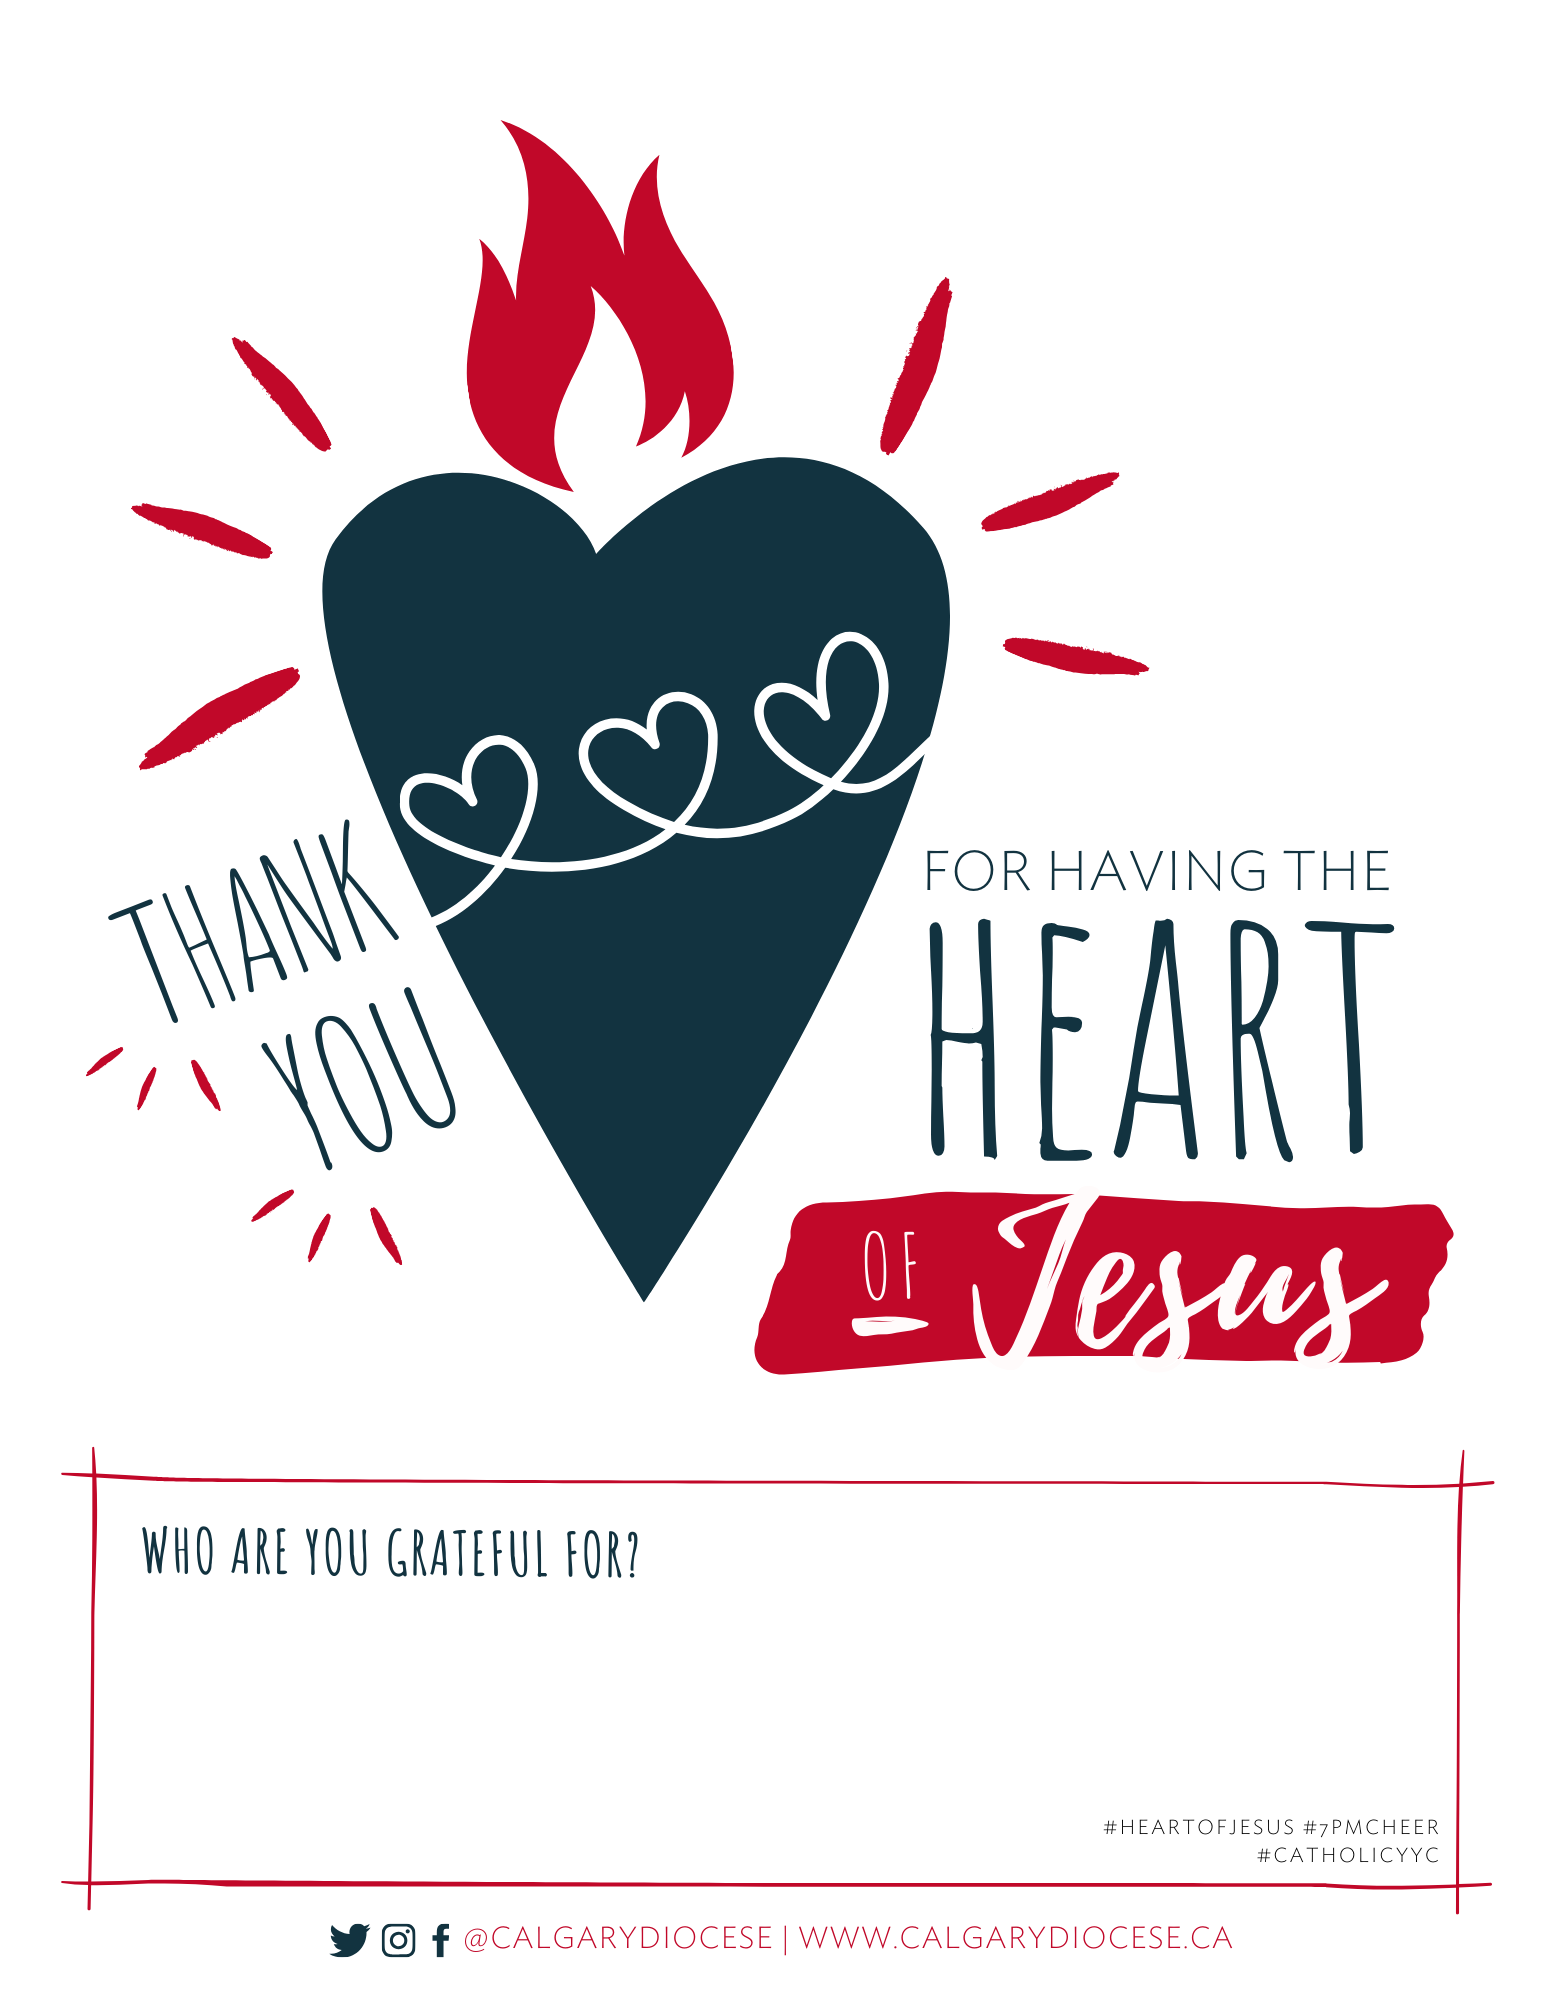 THANK
YOU
FOR HAVING THE
HEART
OF Jesus
WHO ARE YOU GRATEFUL FOR?
#HEARTOFJESUS #7PMCHEER
#CATHOLICYYC
@CALGARYDIOCESE | WWW.CALGARYDIOCESE.CA